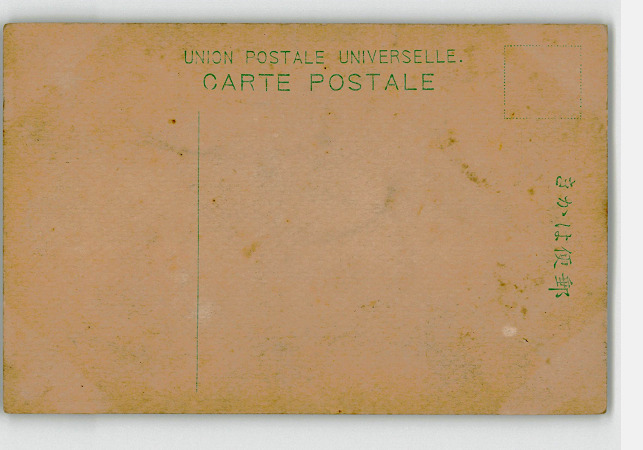 UNION POSTALE UNIVERSELLE.
CARTE POSTALE
郵便はかき